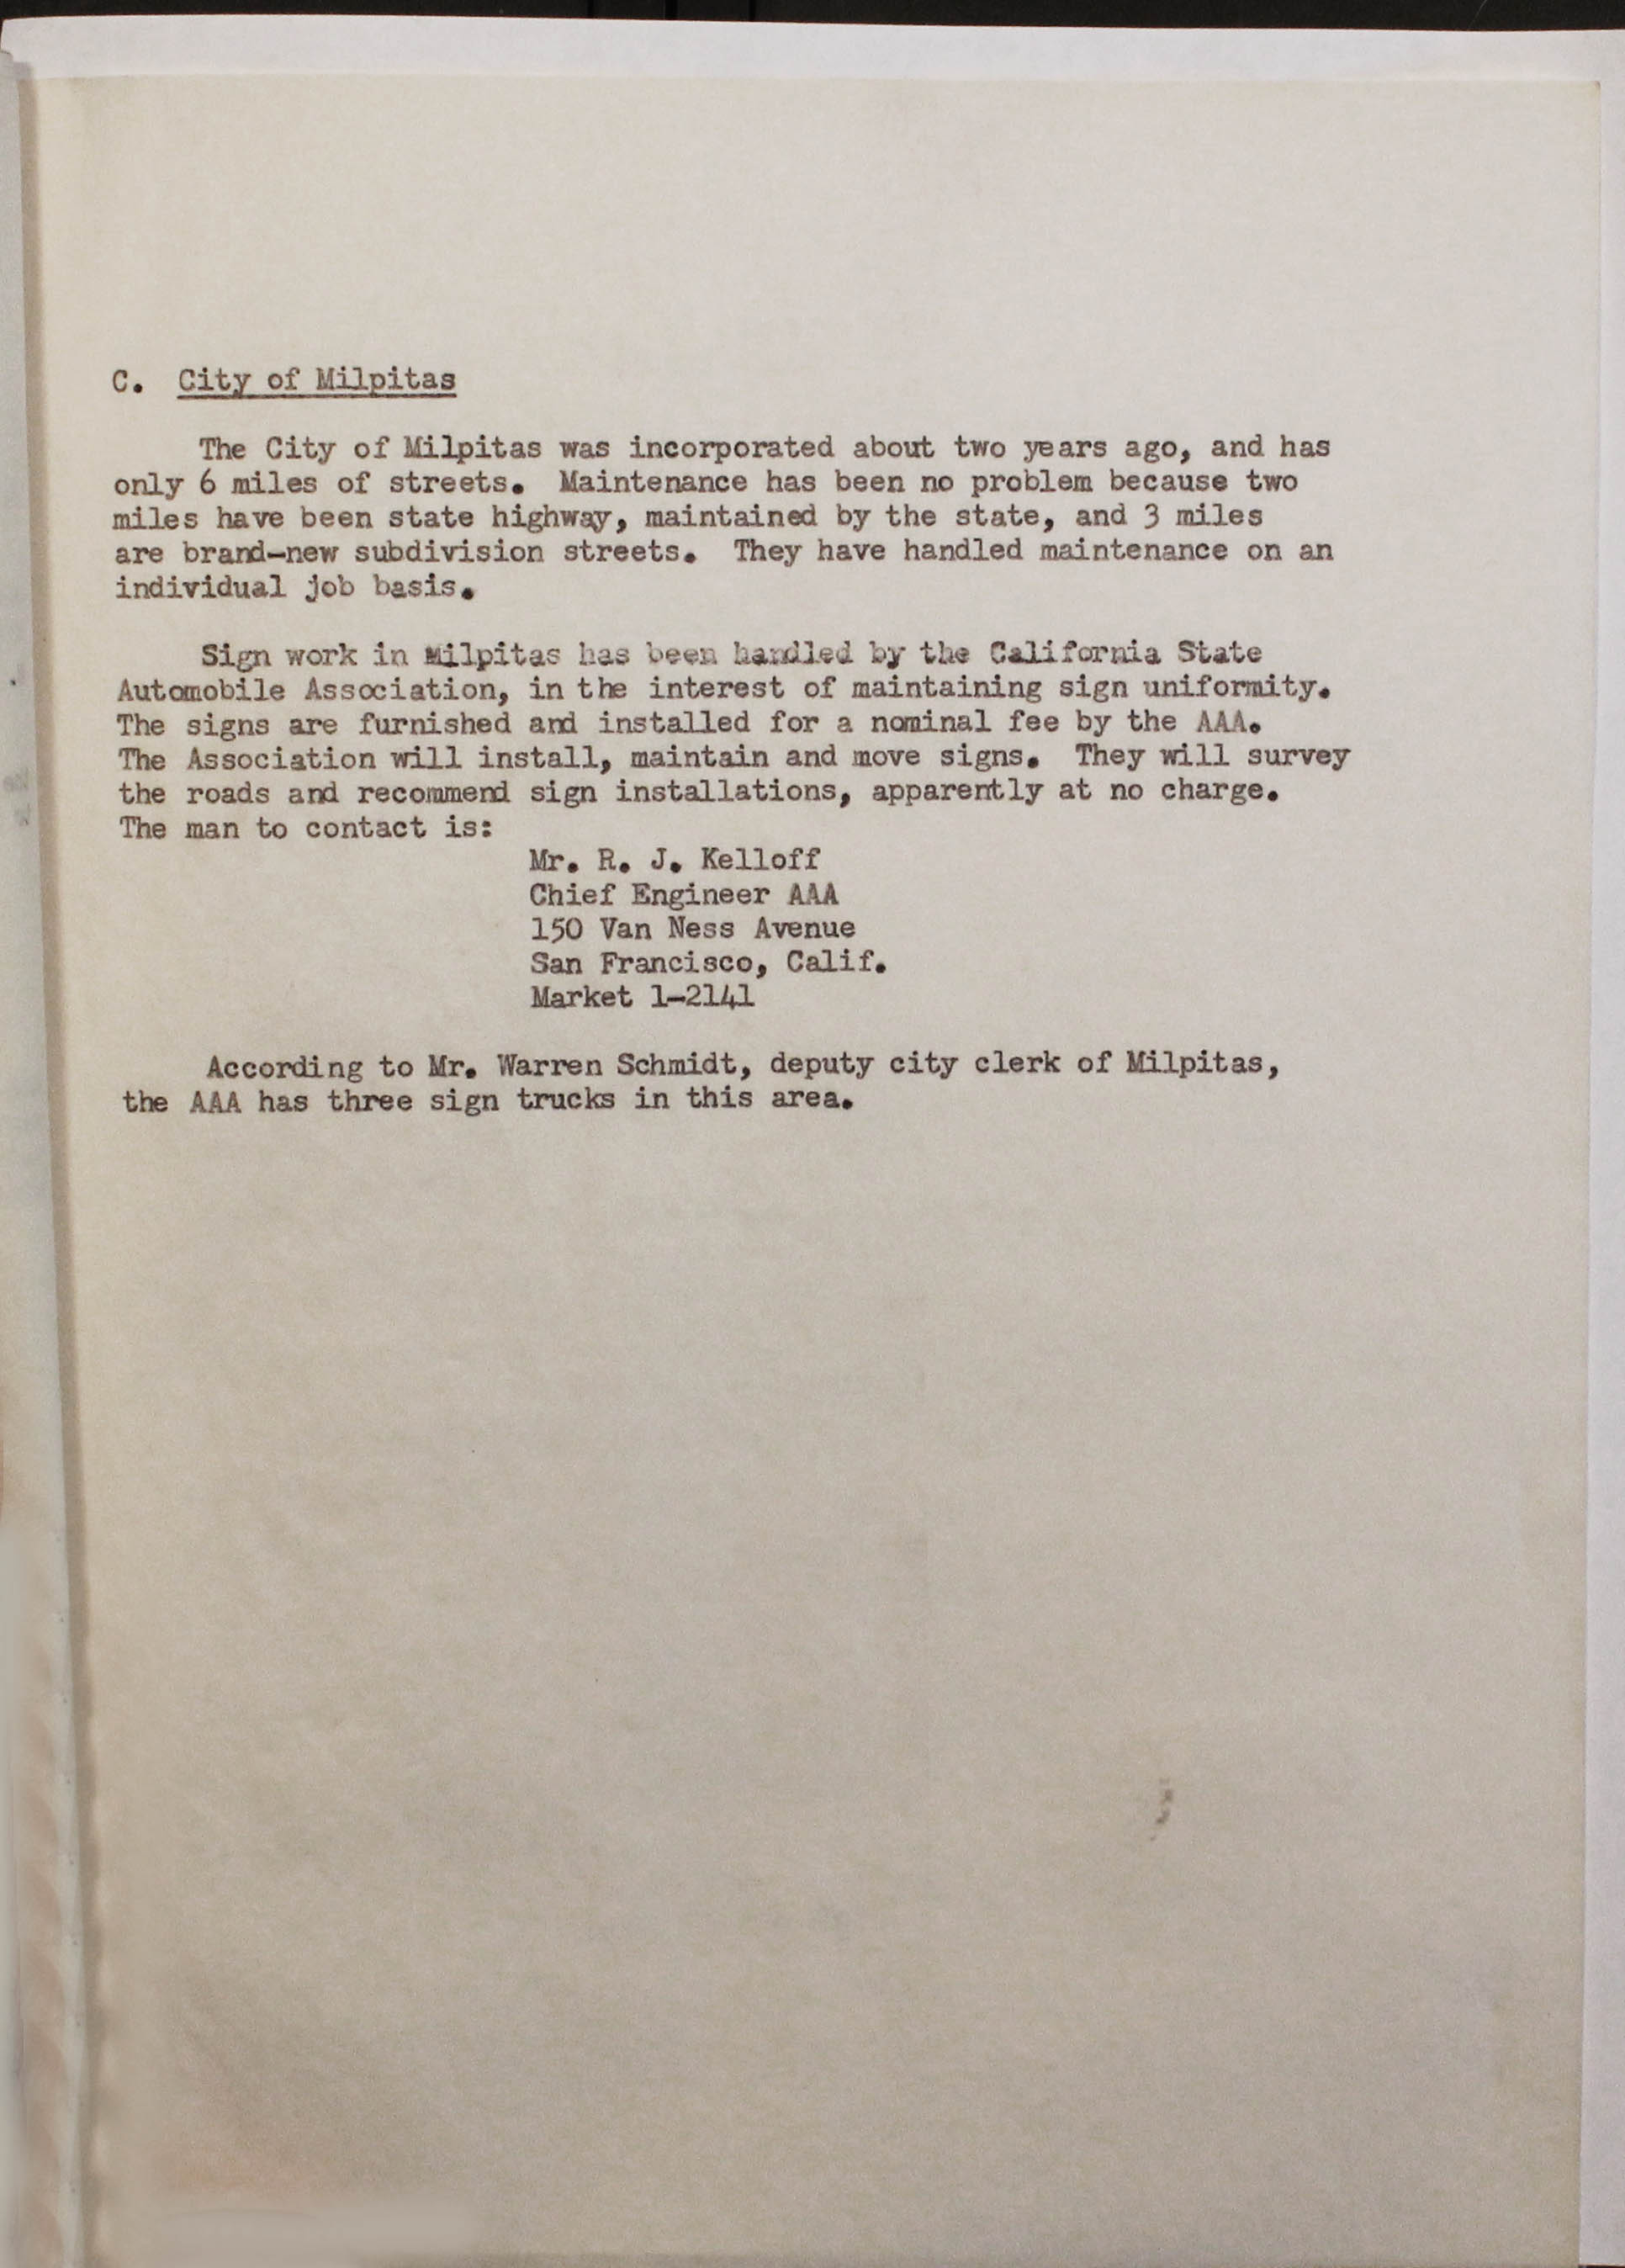 C. City of Milpitas
The City of Milpitas was incorporated about two years ago, and has
only 6 miles of streets. Maintenance has been no problem because two
miles have been state highway, maintained by the state, and 3 miles
are brand-new subdivision streets. They have handled maintenance on an
individual job basis.
Sign work in Milpitas has been handled by the California State
Automobile Association, in the interest of maintaining sign uniformity.
The signs are furnished and installed for a nominal fee by the AAA.
The Association will install, maintain and move signs. They will survey
the roads and recommend sign installations, apparently at no charge.
The man to contact is:
Mr. R. J. Kelloff
Chief Engineer AAA
150 Van Ness Avenue
San Francisco, Calif.
Market 1-2141
According to Mr. Warren Schmidt, deputy city clerk of Milpitas,
the AAA has three sign trucks in this area.